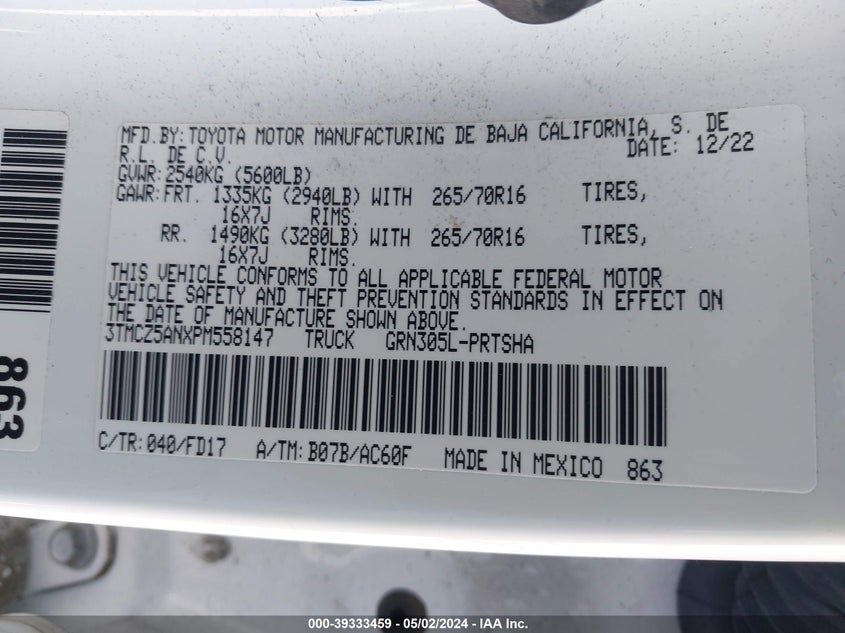 MFD.BY: TOYOTA MOTOR MANUFACTURING DE BAJA CALIFORNIA, S. DE
R.L. DE C.V. DATE: 12/22
GVWR: 2540KG (5600LB)
GAWR: FRT. 1335KG (2940LB) WITH 265/70R16 TIRES,
16X7J RIMS.
RR. 1490KG (3280LB) WITH 265/70R16 TIRES,
16X7J RIMS.
THIS VEHICLE CONFORMS TO ALL APPLICABLE FEDERAL MOTOR
VEHICLE SAFETY AND THEFT PREVENTION STANDARDS IN EFFECT ON
THE DATE OF MANUFACTURE SHOWN ABOVE.
3TMCZ5ANXPM558147 TRUCK GRN305L-PRTSHA
C/TR: 040/FD17 A/TM: B07B/AC60F MADE IN MEXICO 863
863
000-39333459 - 05/02/2024 - IAA Inc.